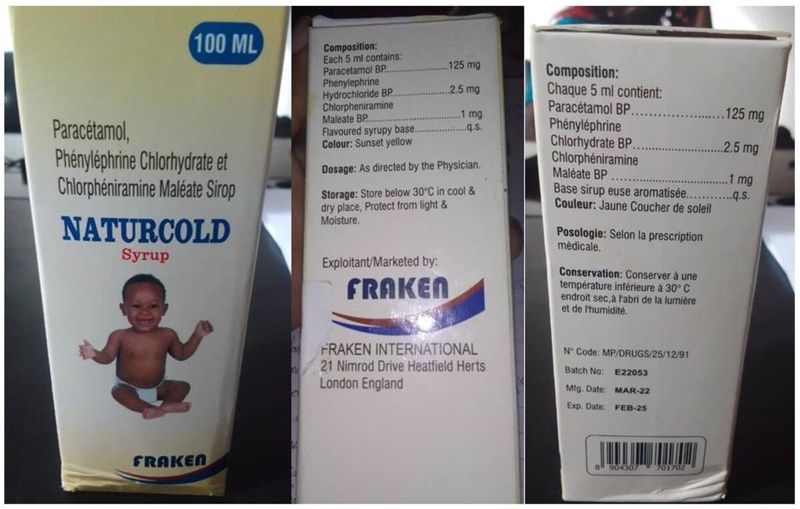 100 ML
Paracétamol,
Phényléphrine Chlorhydrate et
Chlorphéniramine Maléate Sirop
NATURCOLD
Syrup
FRAKEN
Composition:
Each 5 ml contains:
Paracetamol BP..................125 mg
Phenylephrine
Hydrochloride BP................2.5 mg
Chlorpheniramine
Maleate BP.........................1 mg
Flavoured syrupy base.............q.s.
Colour: Sunset yellow
Dosage: As directed by the Physician.
Storage: Store below 30°C in cool &
dry place, Protect from light &
Moisture.
Exploitant/Marketed by:
FRAKEN
FRAKEN INTERNATIONAL
21 Nimrod Drive Heatfield Herts
London England
Composition:
Chaque 5 ml contient:
Paracétamol BP......................125 mg
Phényléphrine
Chlorhydrate BP....................2.5 mg
Chlorphéniramine
Maléate BP ............................1 mg
Base sirup euse aromatisée..........q.s.
Couleur: Jaune Coucher de soleil
Posologie: Selon la prescription
mèdicale.
Conservation: Conserver à une
température inférieure à 30° C
endroit sec,à l'abri de la lumière
et de l'humidité.
N° Code: MP/DRUGS/25/12/91
Batch No: E22053
Mfg. Date: MAR-22
Exp. Date: FEB-25
8 904307 701702